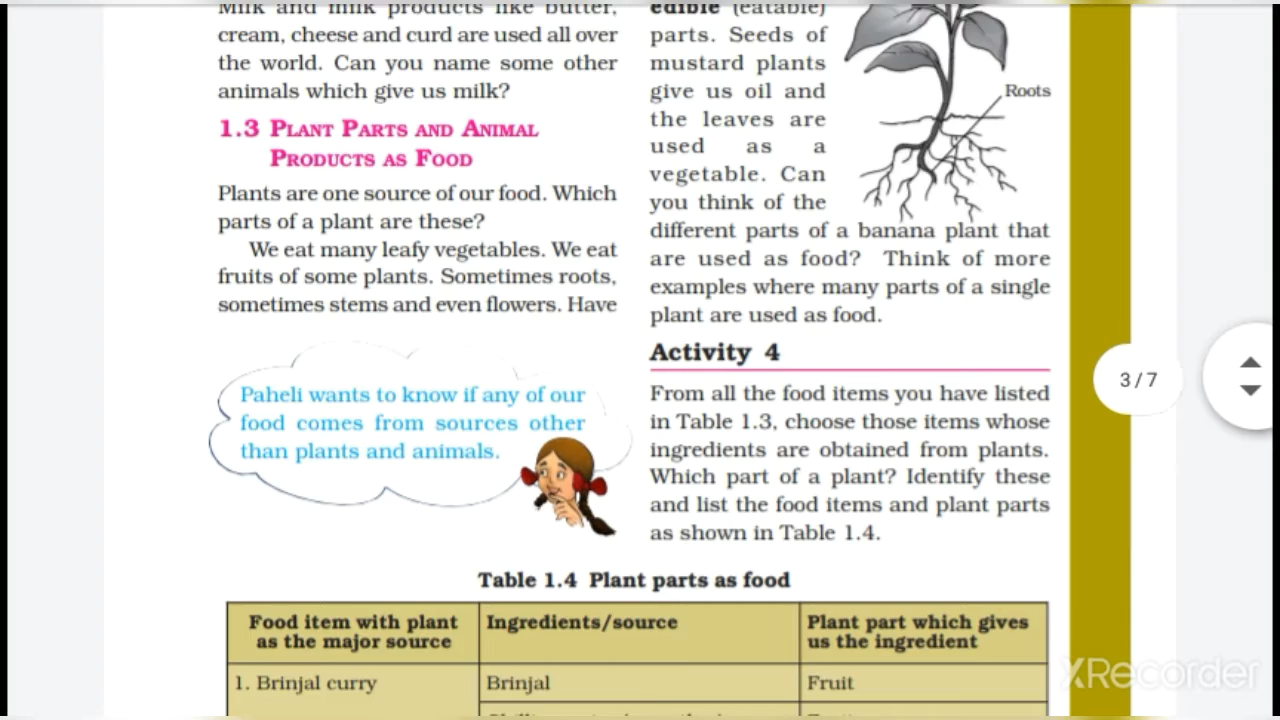 Milk and milk products like butter,
cream, cheese and curd are used all over
the world. Can you name some other
animals which give us milk?
1.3 PLANT PARTS AND ANIMAL
PRODUCTS AS FOOD
Plants are one source of our food. Which
parts of a plant are these?
We eat many leafy vegetables. We eat
fruits of some plants. Sometimes roots,
sometimes stems and even flowers. Have
Paheli wants to know if any of our
food comes from sources other
than plants and animals.
edible (eatable)
parts. Seeds of
mustard plants
give us oil and
the leaves are
used as a
vegetable. Can
you think of the
different parts of a banana plant that
are used as food? Think of more
examples where many parts of a single
plant are used as food.
Roots
Activity 4
From all the food items you have listed
in Table 1.3, choose those items whose
ingredients are obtained from plants.
Which part of a plant? Identify these
and list the food items and plant parts
as shown in Table 1.4.
Table 1.4 Plant parts as food
Food item with plant
as the major source
Ingredients/source
Plant part which gives
us the ingredient
1. Brinjal curry
Brinjal
Fruit
3 / 7
XRecorder